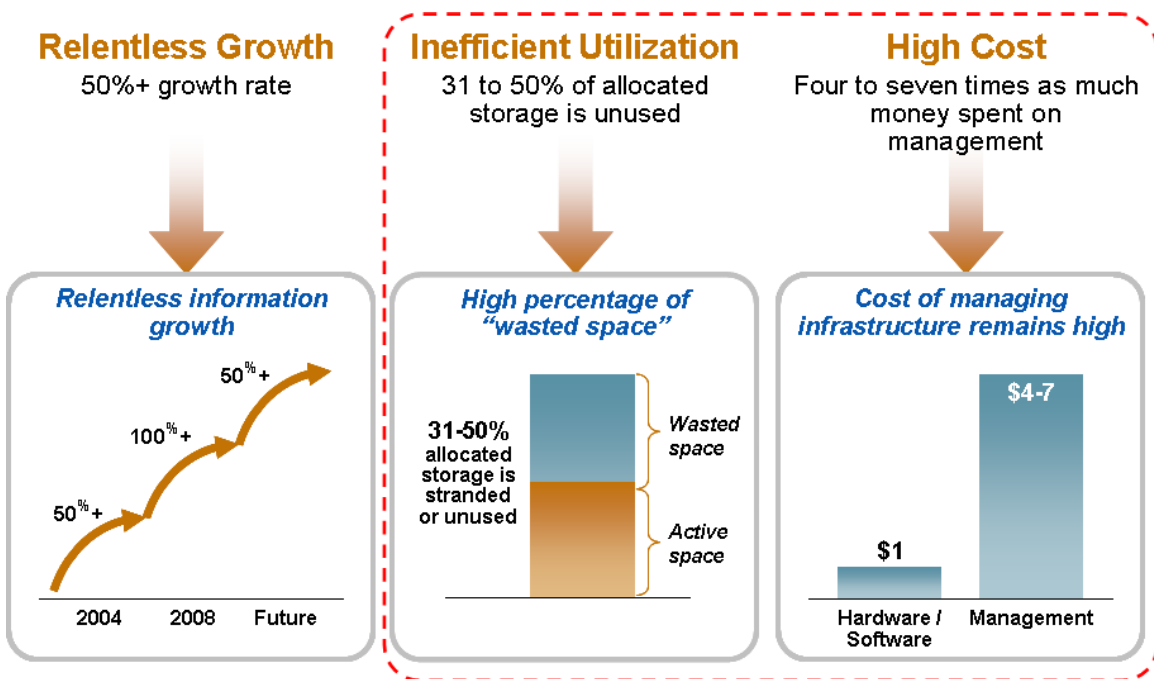 Relentless Growth
50%+ growth rate
Inefficient Utilization
31 to 50% of allocated
storage is unused
High Cost
Four to seven times as much
money spent on
management
Relentless information
growth
50%+
100%+
50%+
2004
2008
Future
High percentage of
“wasted space”
31-50%
allocated
storage is
stranded
or unused
Wasted
space
Active
space
Cost of managing
infrastructure remains high
$1
$4-7
Hardware /
Software
Management